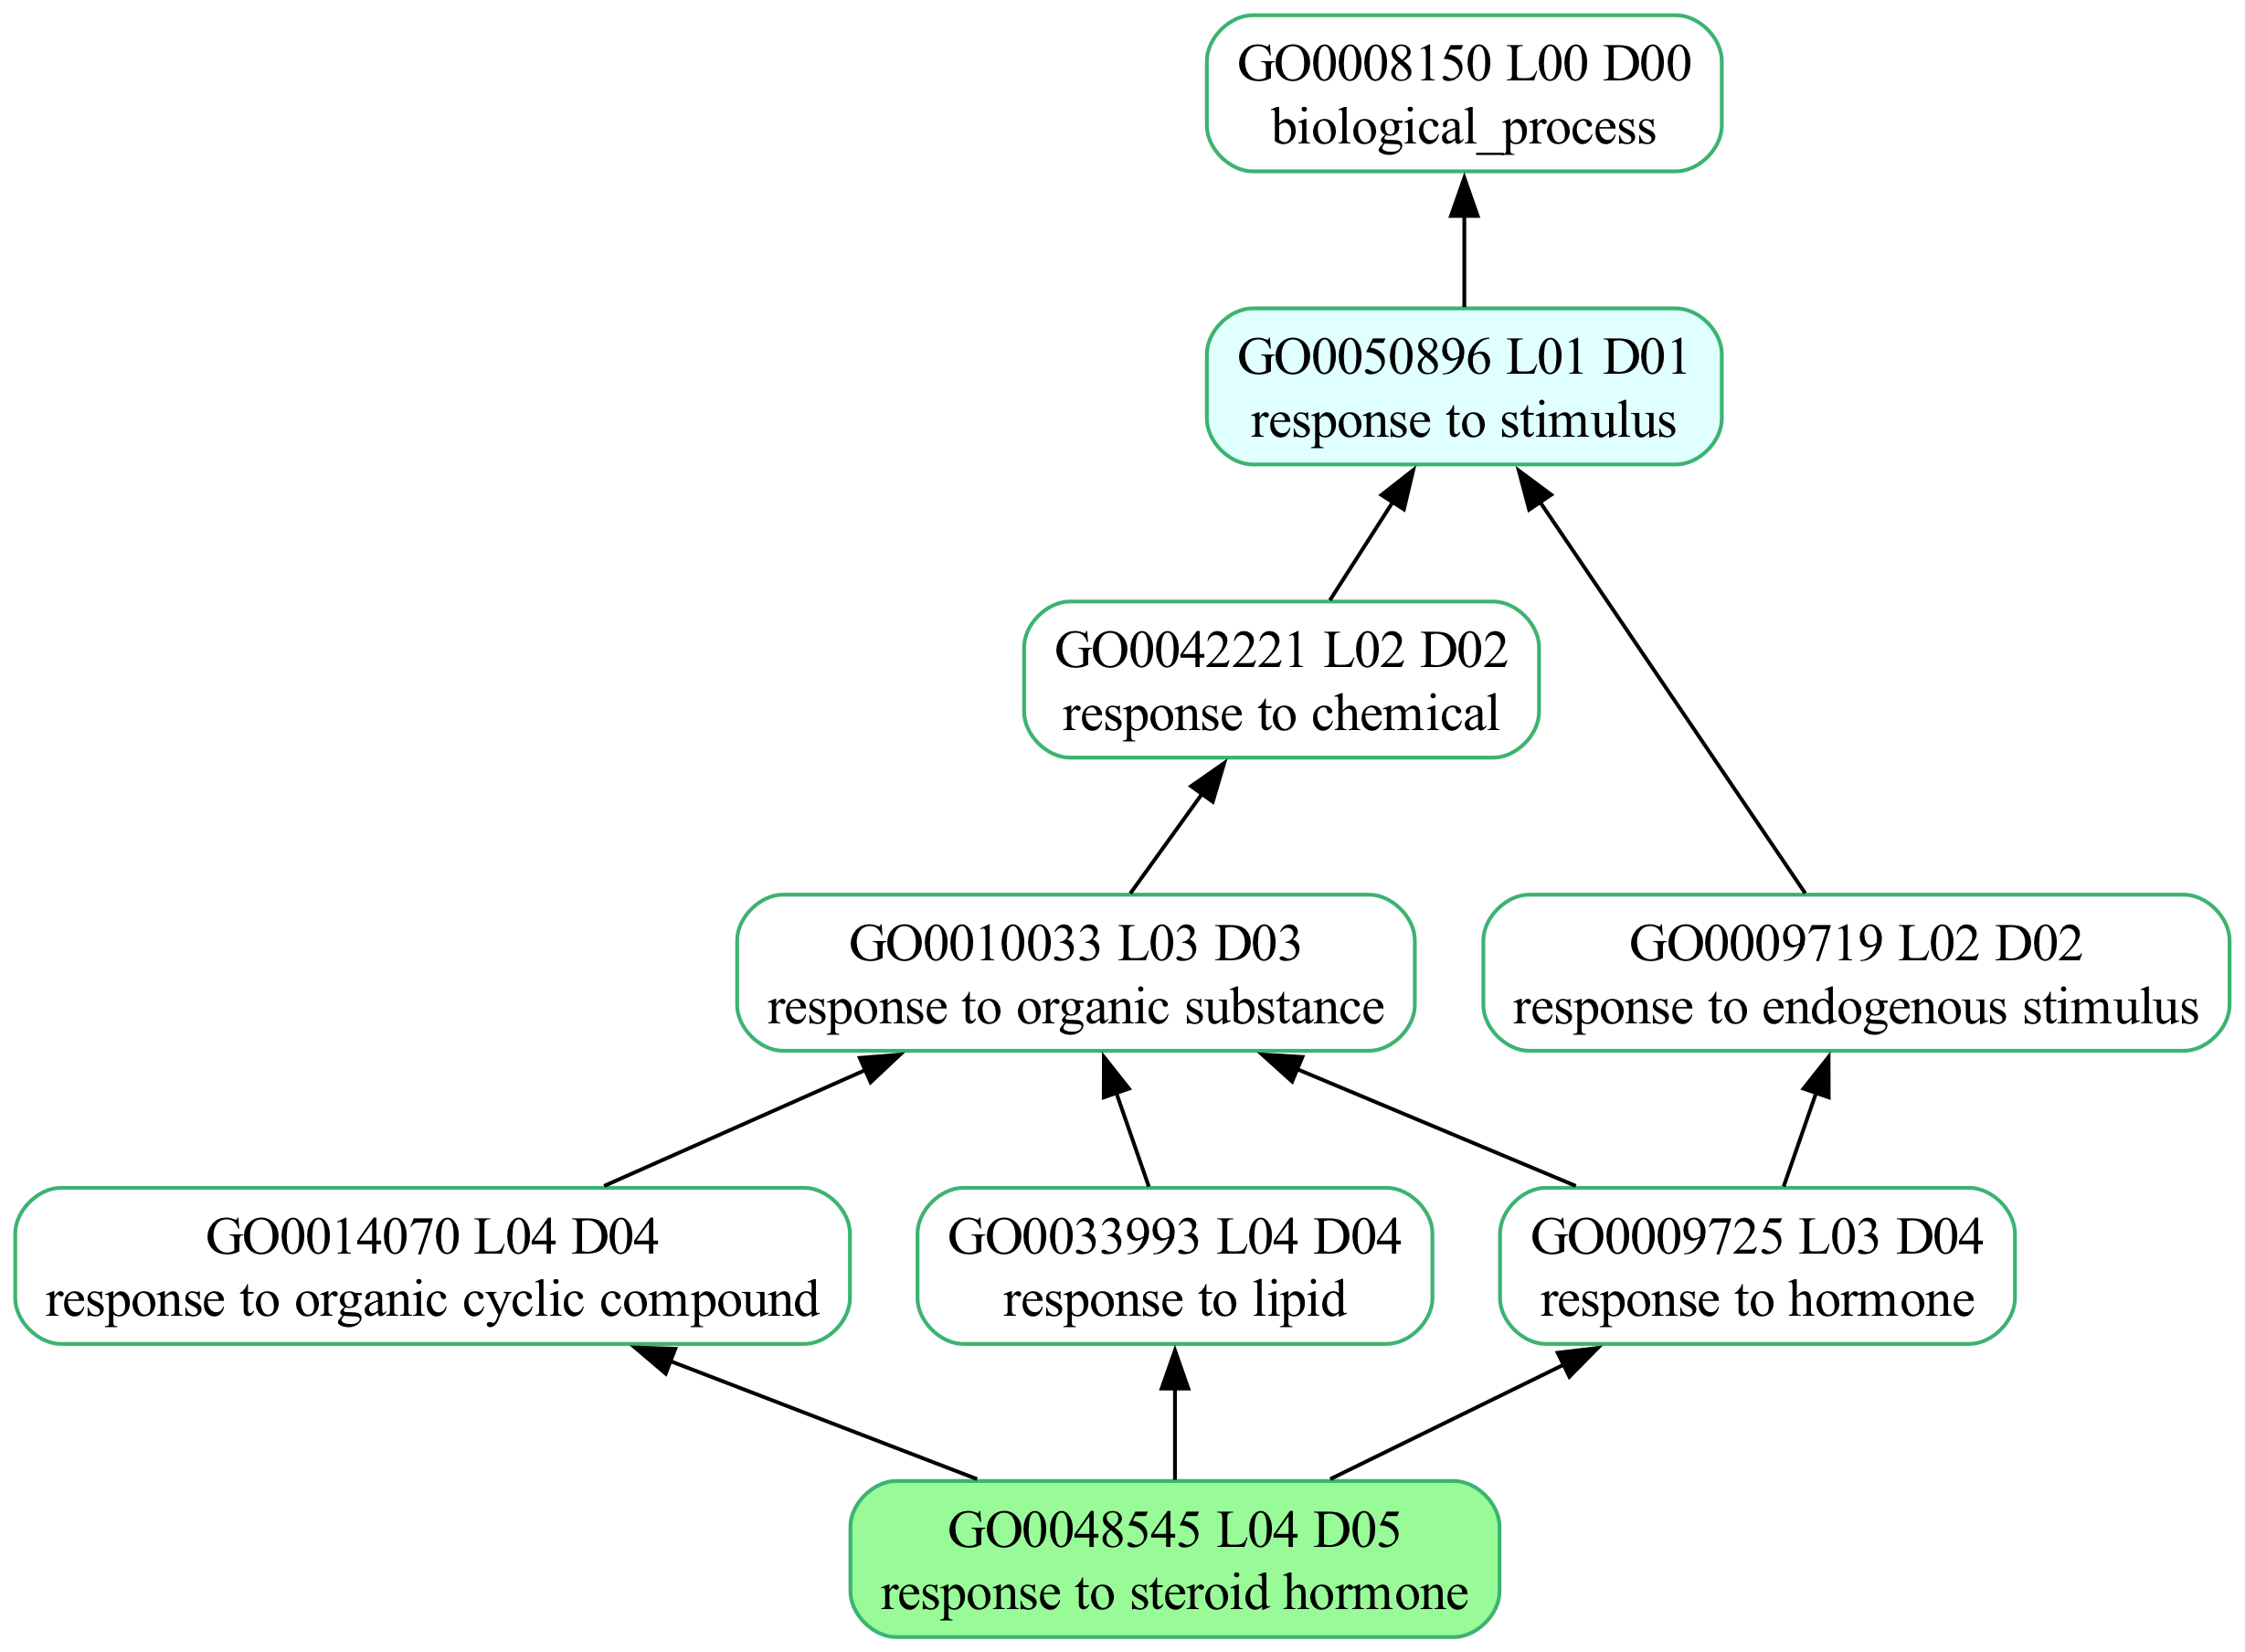 GO0008150 L00 D00
biological_process
GO0050896 L01 D01
response to stimulus
GO0042221 L02 D02
response to chemical
GO0010033 L03 D03
response to organic substance
GO0009719 L02 D02
response to endogenous stimulus
GO0014070 L04 D04
response to organic cyclic compound
GO0033993 L04 D04
response to lipid
GO0009725 L03 D04
response to hormone
GO0048545 L04 D05
response to steroid hormone